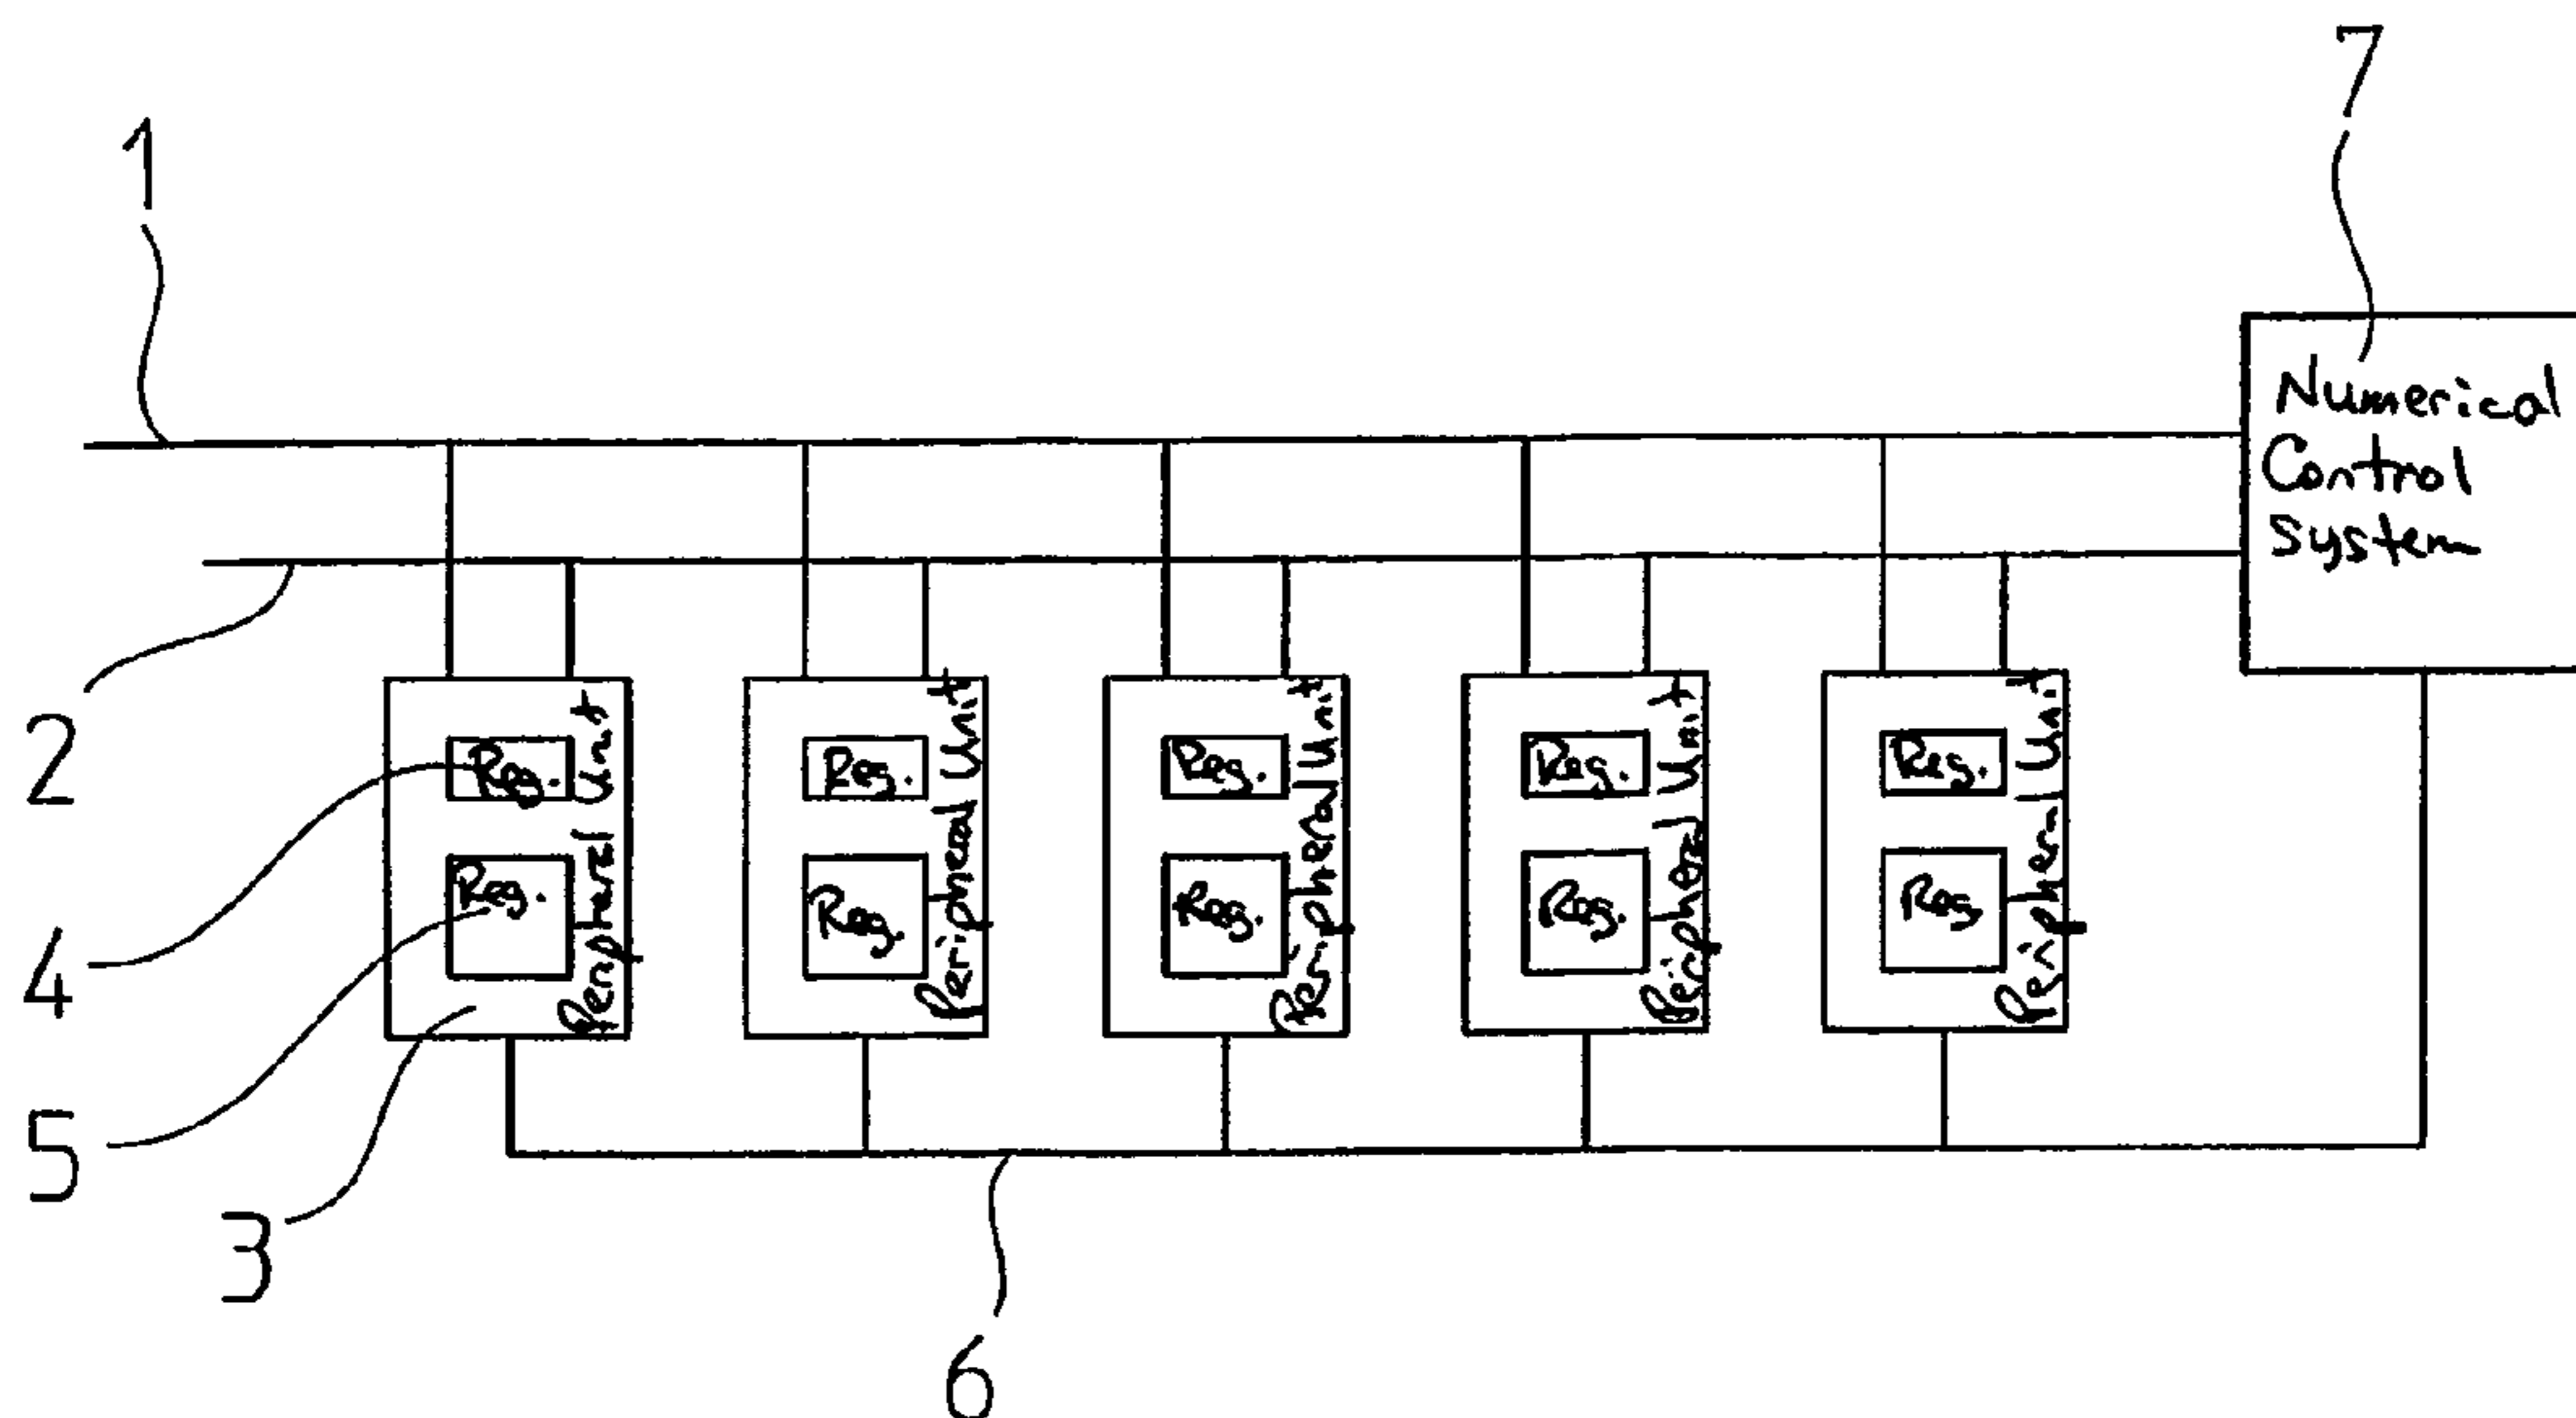 7
1
Numerical
Control
System
2
Reg.
Reg.
Peripheral Unit
Reg.
Reg.
Peripheral Unit
Reg.
Reg.
Peripheral Unit
Reg.
Reg.
Peripheral Unit
Reg.
Reg
Peripheral Unit
4
5
3
6